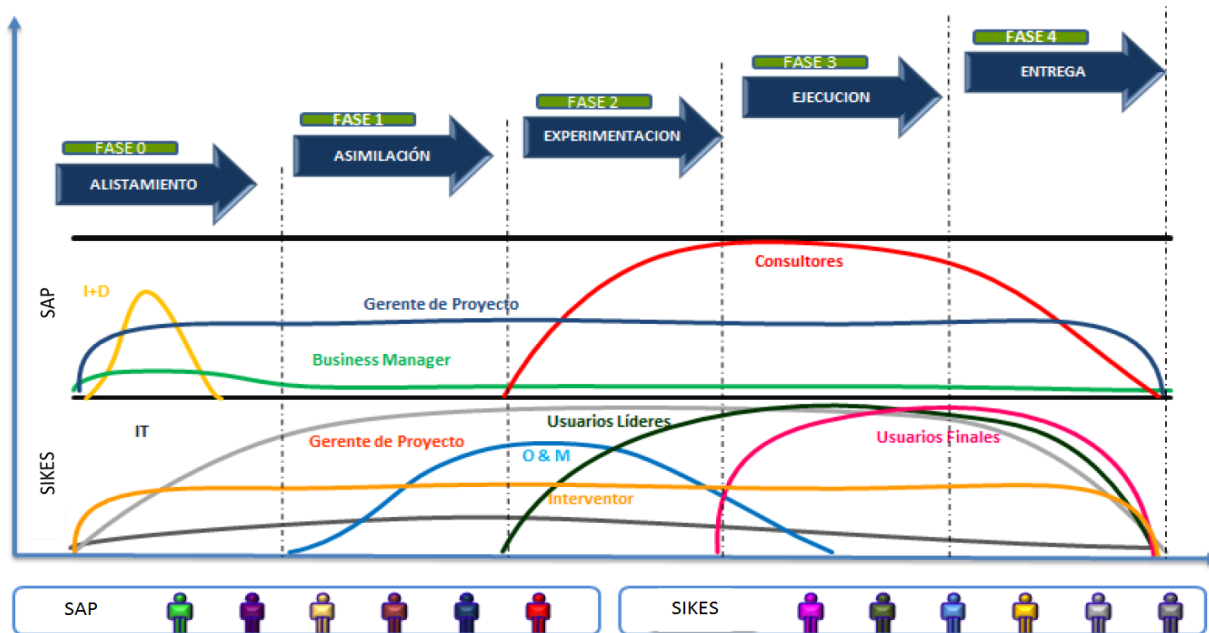 FASE 0
ALISTAMIENTO
FASE 1
ASIMILACIÓN
FASE 2
EXPERIMENTACION
FASE 3
EJECUCION
FASE 4
ENTREGA
SAP
I+D
Gerente de Proyecto
Business Manager
Consultores
SIKES
IT
Gerente de Proyecto
Usuarios Líderes
O & M
Interventor
Usuarios Finales
SAP
SIKES